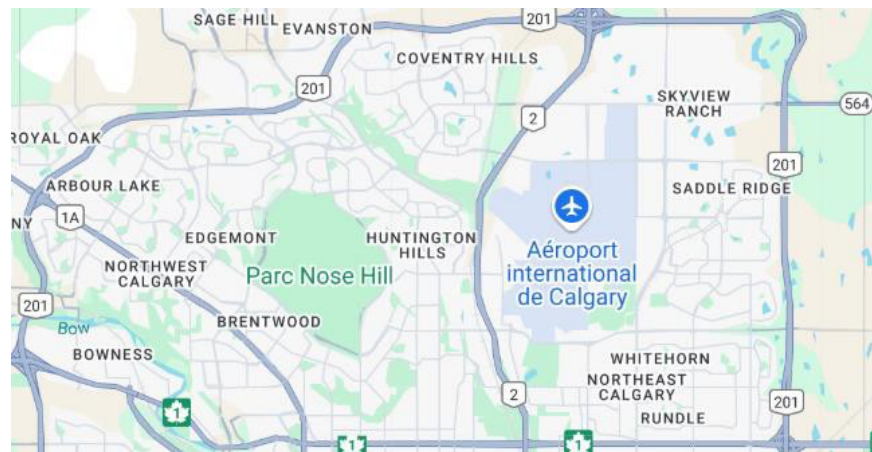 SAGE HILL
EVANSTON
201
COVENTRY HILLS
201
SKYVIEW
RANCH
564
2
ROYAL OAK
201
ARBOUR LAKE
SADDLE RIDGE
1A
NY
EDGEMONT
HUNTINGTON
HILLS
Aéroport
international
de Calgary
NORTHWEST
CALGARY
Parc Nose Hill
201
Bow
BRENTWOOD
BOWNESS
WHITEHORN
NORTHEAST
CALGARY
2
201
RUNDLE
1
1
1